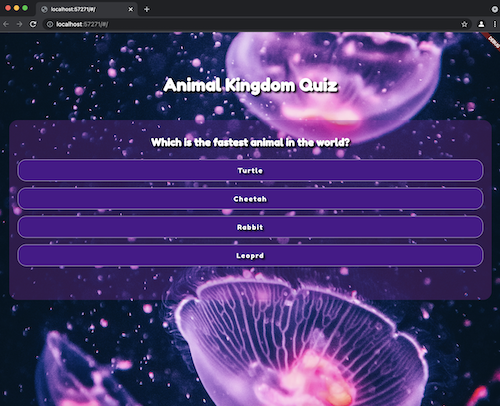 localhost:57271/#/
localhost:57271/#/
Animal Kingdom Quiz
Which is the fastest animal in the world?
Turtle
Cheetah
Rabbit
Leoprd